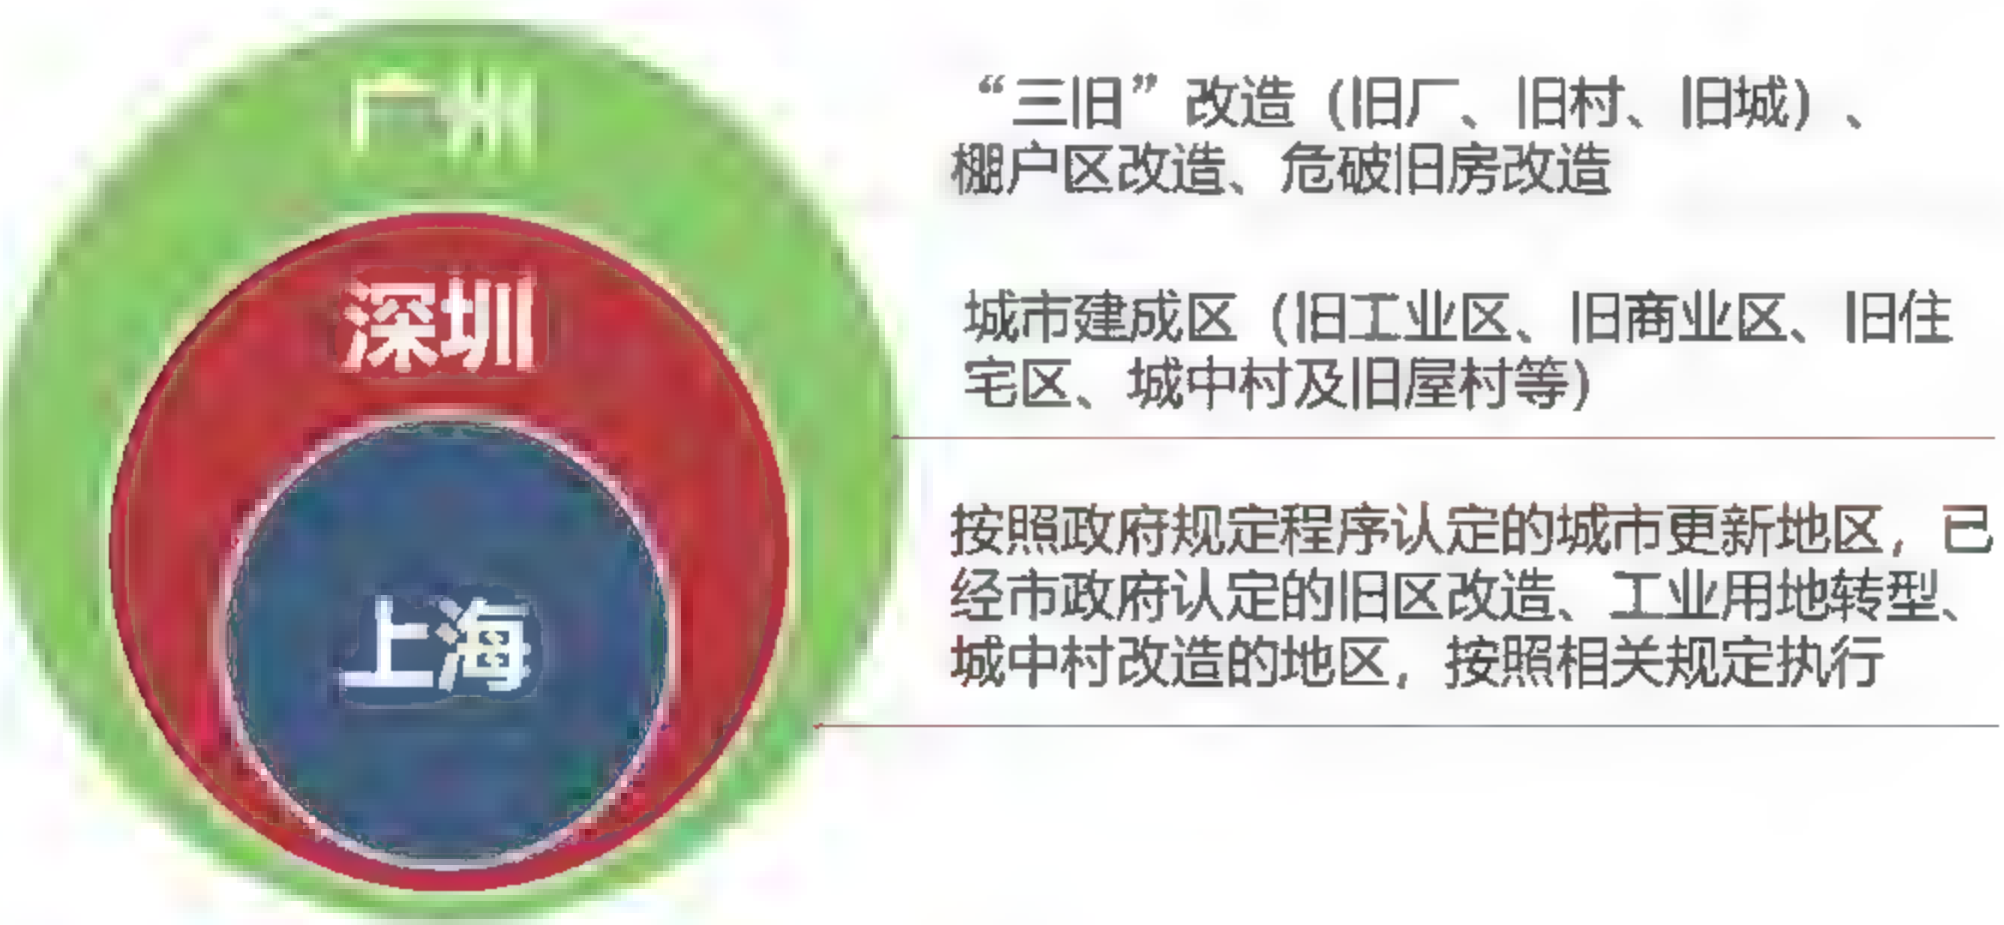 广州
“三旧”改造（旧厂、旧村、旧城）、
棚户区改造、危破旧房改造
深圳
城市建成区（旧工业区、旧商业区、旧住
宅区、城中村及旧屋村等）
上海
按照政府规定程序认定的城市更新地区，已
经市政府认定的旧区改造、工业用地转型、
城中村改造的地区，按照相关规定执行